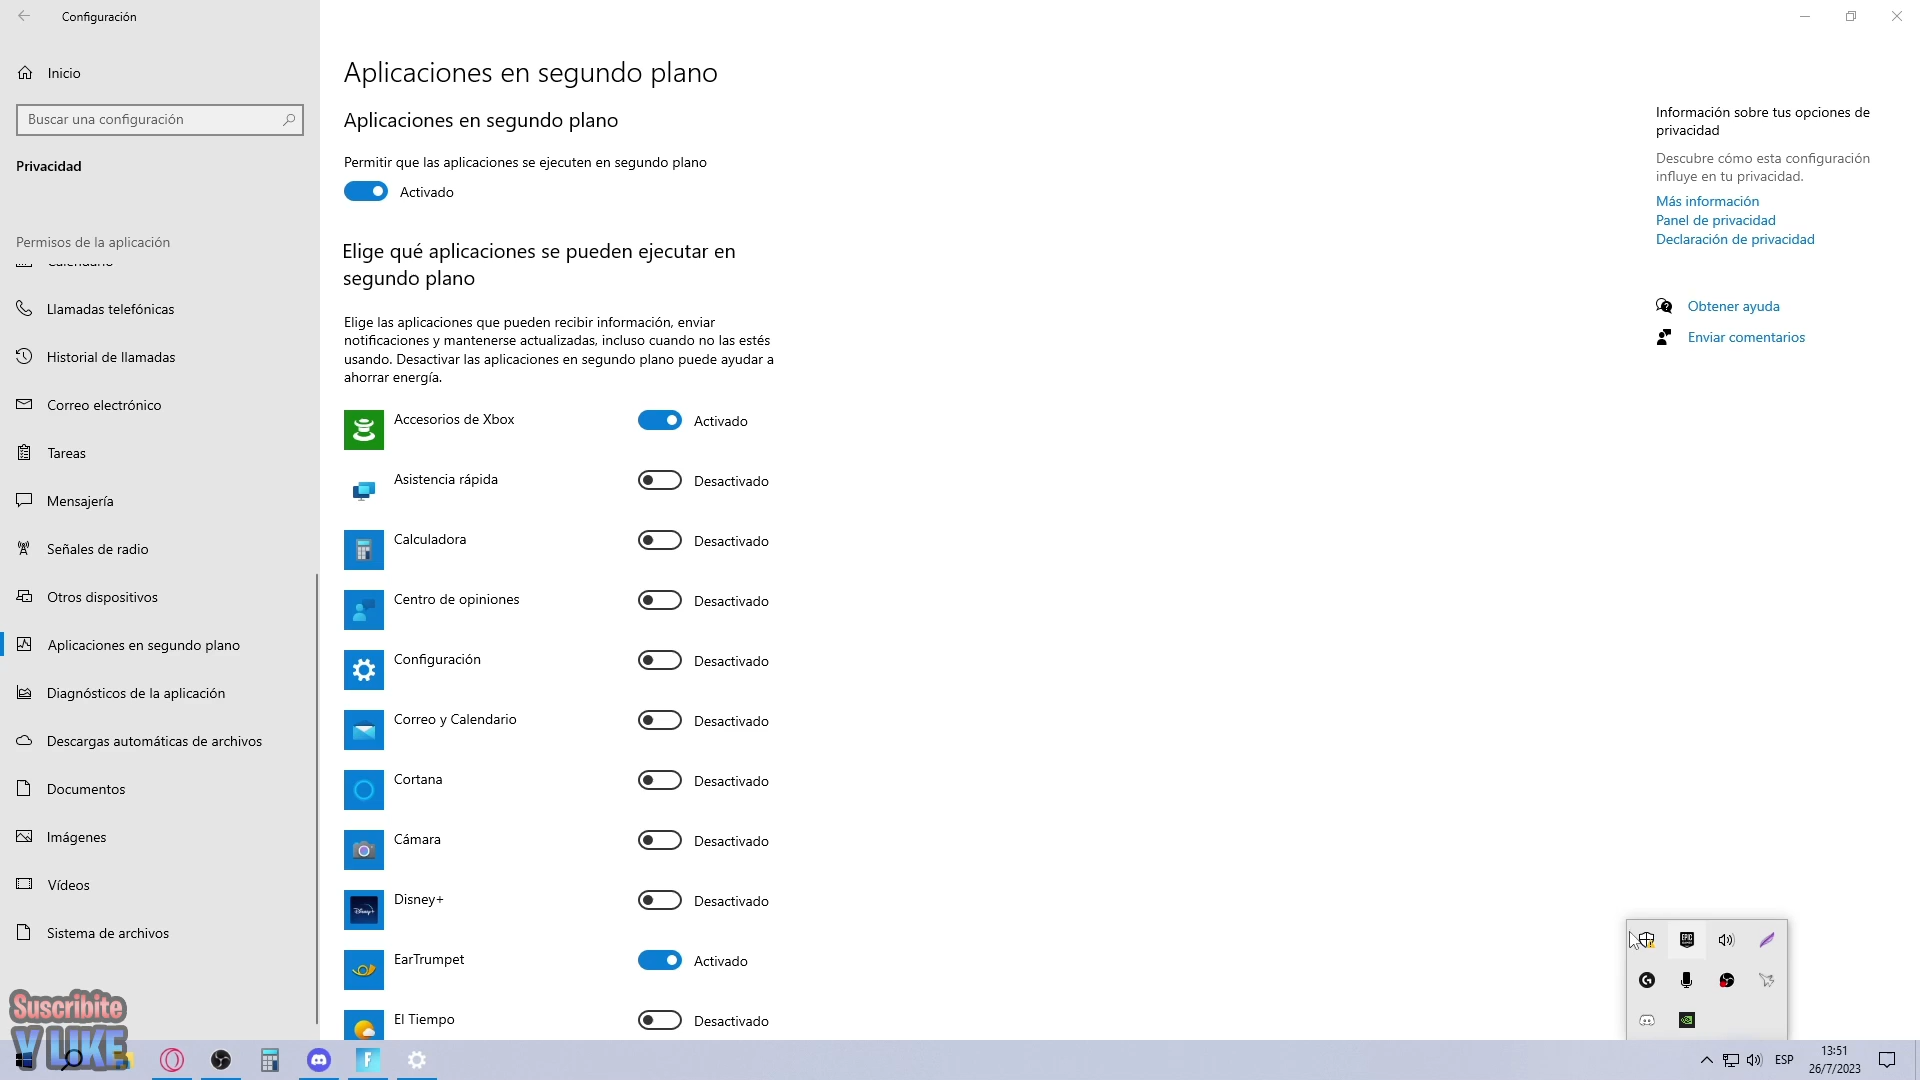 Configuración
Inicio
Buscar una configuración
Privacidad
Permisos de la aplicación
Calendario
Llamadas telefónicas
Historial de llamadas
Correo electrónico
Tareas
Mensajería
Señales de radio
Otros dispositivos
Aplicaciones en segundo plano
Diagnósticos de la aplicación
Descargas automáticas de archivos
Documentos
Imágenes
Vídeos
Sistema de archivos
Aplicaciones en segundo plano
Aplicaciones en segundo plano
Permitir que las aplicaciones se ejecuten en segundo plano
Activado
Elige qué aplicaciones se pueden ejecutar en
segundo plano
Elige las aplicaciones que pueden recibir información, enviar
notificaciones y mantenerse actualizadas, incluso cuando no las estés
usando. Desactivar las aplicaciones en segundo plano puede ayudar a
ahorrar energía.
Accesorios de Xbox Activado
Asistencia rápida Desactivado
Calculadora Desactivado
Centro de opiniones Desactivado
Configuración Desactivado
Correo y Calendario Desactivado
Cortana Desactivado
Cámara Desactivado
Disney+ Disney+ Desactivado
EarTrumpet Activado
El Tiempo Desactivado
Información sobre tus opciones de
privacidad
Descubre cómo esta configuración
influye en tu privacidad.
Más información
Panel de privacidad
Declaración de privacidad
Obtener ayuda
Enviar comentarios
EPIC
Suscribite
Y LIKE
F
ESP
13:51
26/7/2023